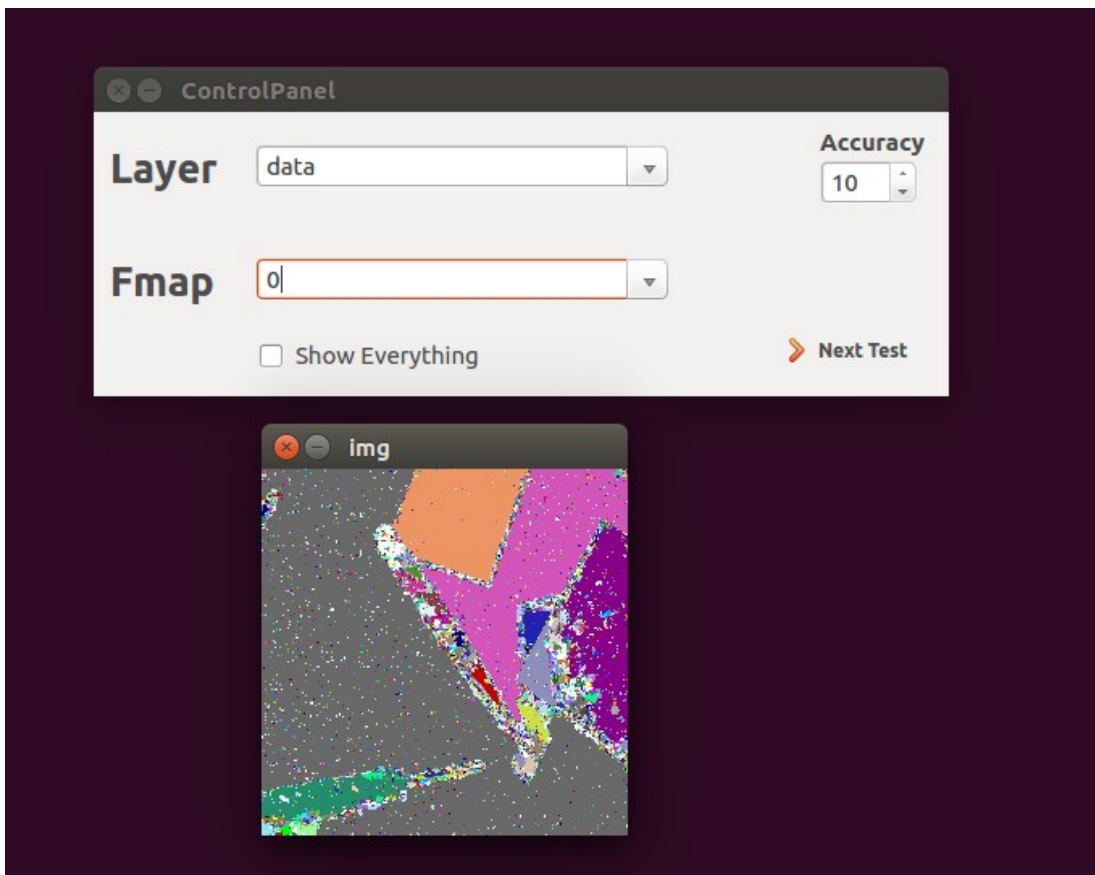 ControlPanel
Layer
data
Accuracy
10
Fmap
0
Show Everything
Next Test
img